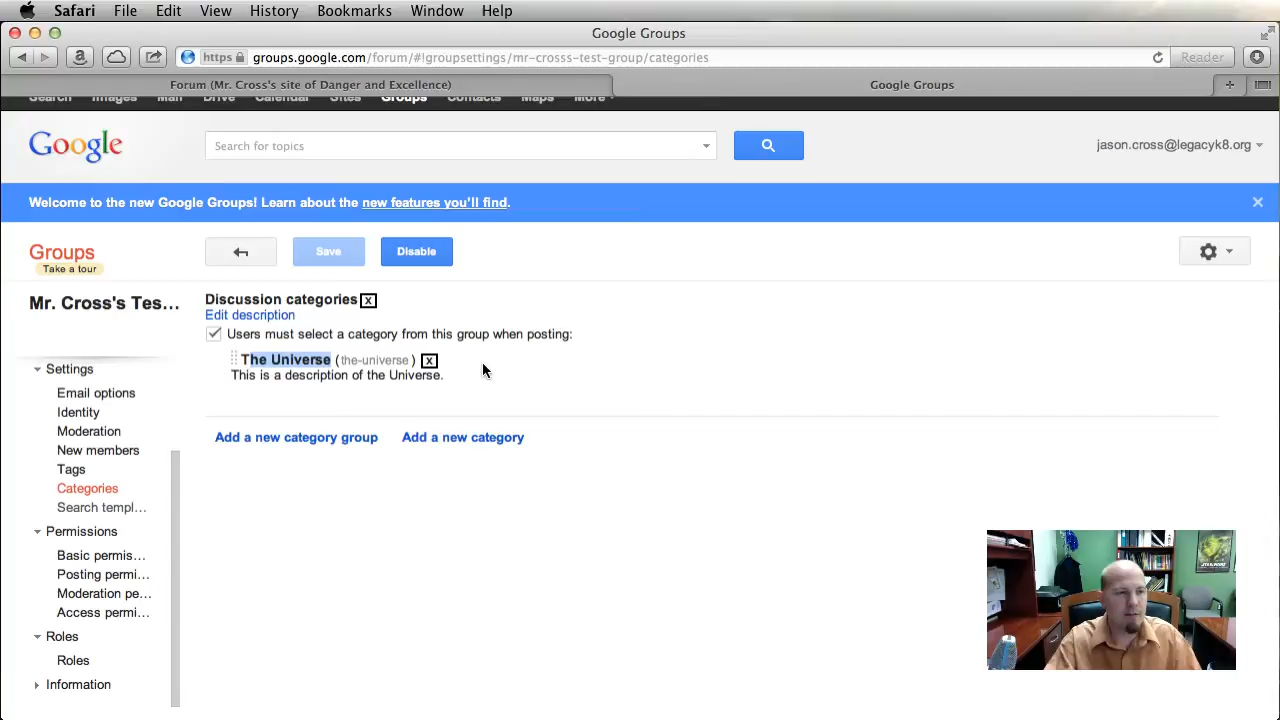 Safari File Edit View History Bookmarks Window Help
Google Groups
https groups.google.com/forum/#!groupsettings/mr-crosss-test-group/categories Reader
Forum (Mr. Cross's site of Danger and Excellence) Google Groups
Search Images Mail Drive Calendar Sites Groups Contacts Maps More
Google Search for topics jason.cross@legacyk8.org
Welcome to the new Google Groups! Learn about the new features you'll find.
Groups Save Disable
Take a tour
Mr. Cross's Tes...
Discussion categories x
Edit description
Users must select a category from this group when posting:
The Universe (the-universe ) x
This is a description of the Universe.
Add a new category group Add a new category
Settings
Email options
Identity
Moderation
New members
Tags
Categories
Search templ...
Permissions
Basic permis...
Posting permi...
Moderation pe...
Access permi...
Roles
Roles
Information